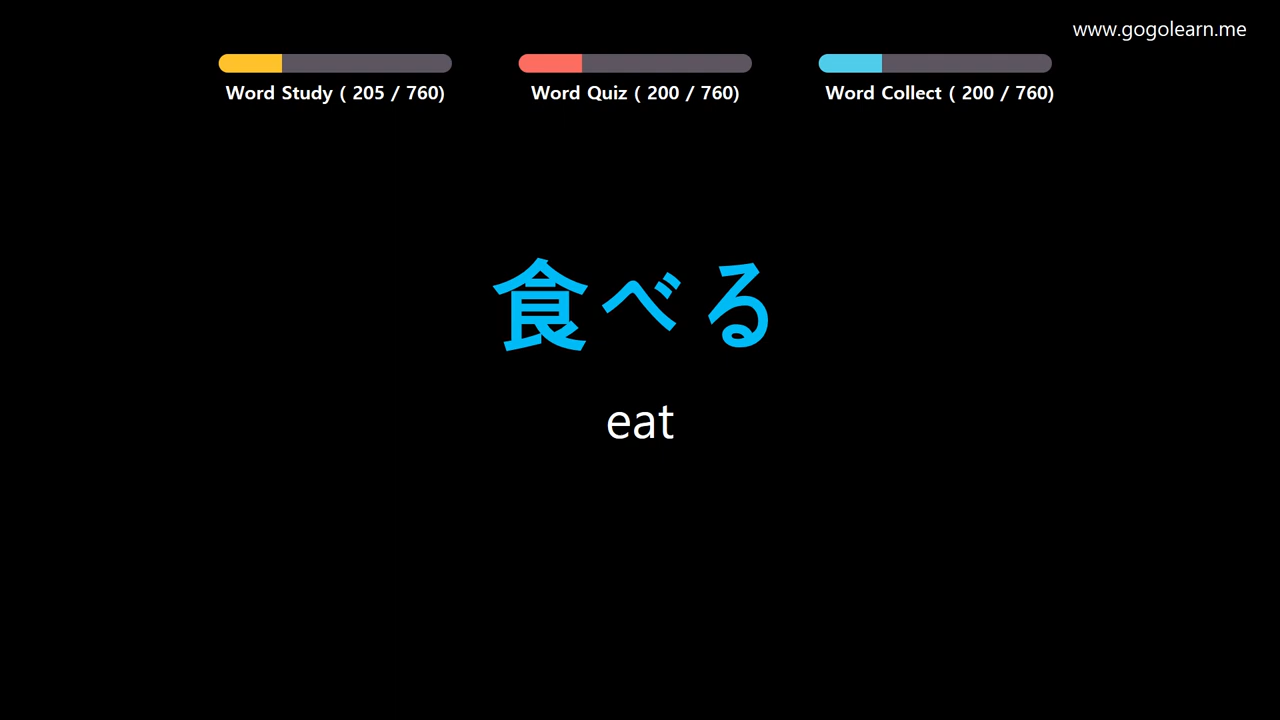 www.gogolearn.me
Word Study ( 205 / 760)
Word Quiz ( 200 / 760)
Word Collect ( 200 / 760)
食べる
eat